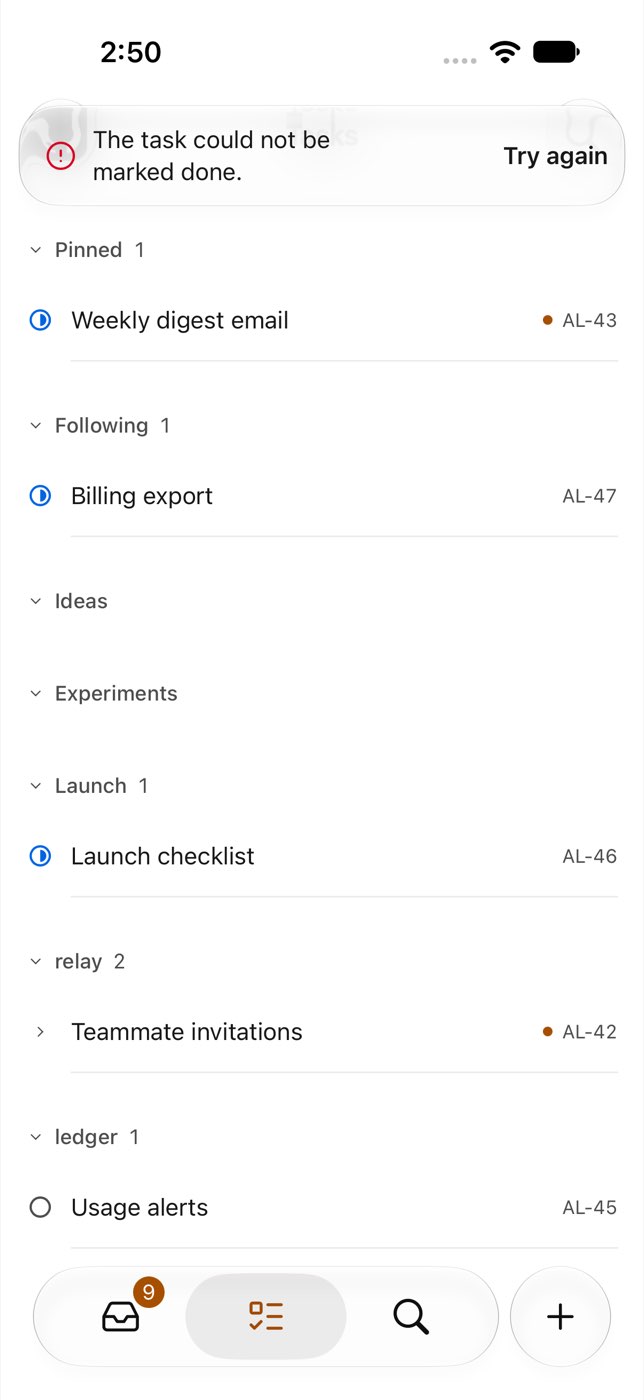 2:50
The task could not be
marked done.
Try again
Pinned 1
Weekly digest email
AL-43
Following 1
Billing export
AL-47
Ideas
Experiments
Launch 1
Launch checklist
AL-46
relay 2
Teammate invitations
AL-42
ledger 1
Usage alerts
AL-45
9